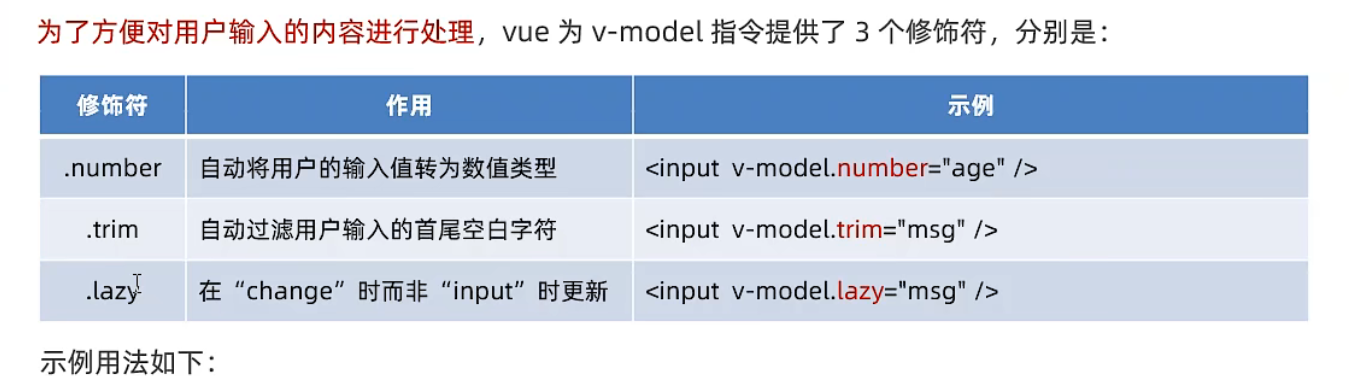 为了方便对用户输入的内容进行处理，vue 为 v-model 指令提供了 3 个修饰符，分别是：
修饰符 作用 示例
.number 自动将用户的输入值转为数值类型 <input v-model.number="age" />
.trim 自动过滤用户输入的首尾空白字符 <input v-model.trim="msg" />
.lazy 在“change”时而非“input”时更新 <input v-model.lazy="msg" />
示例用法如下：